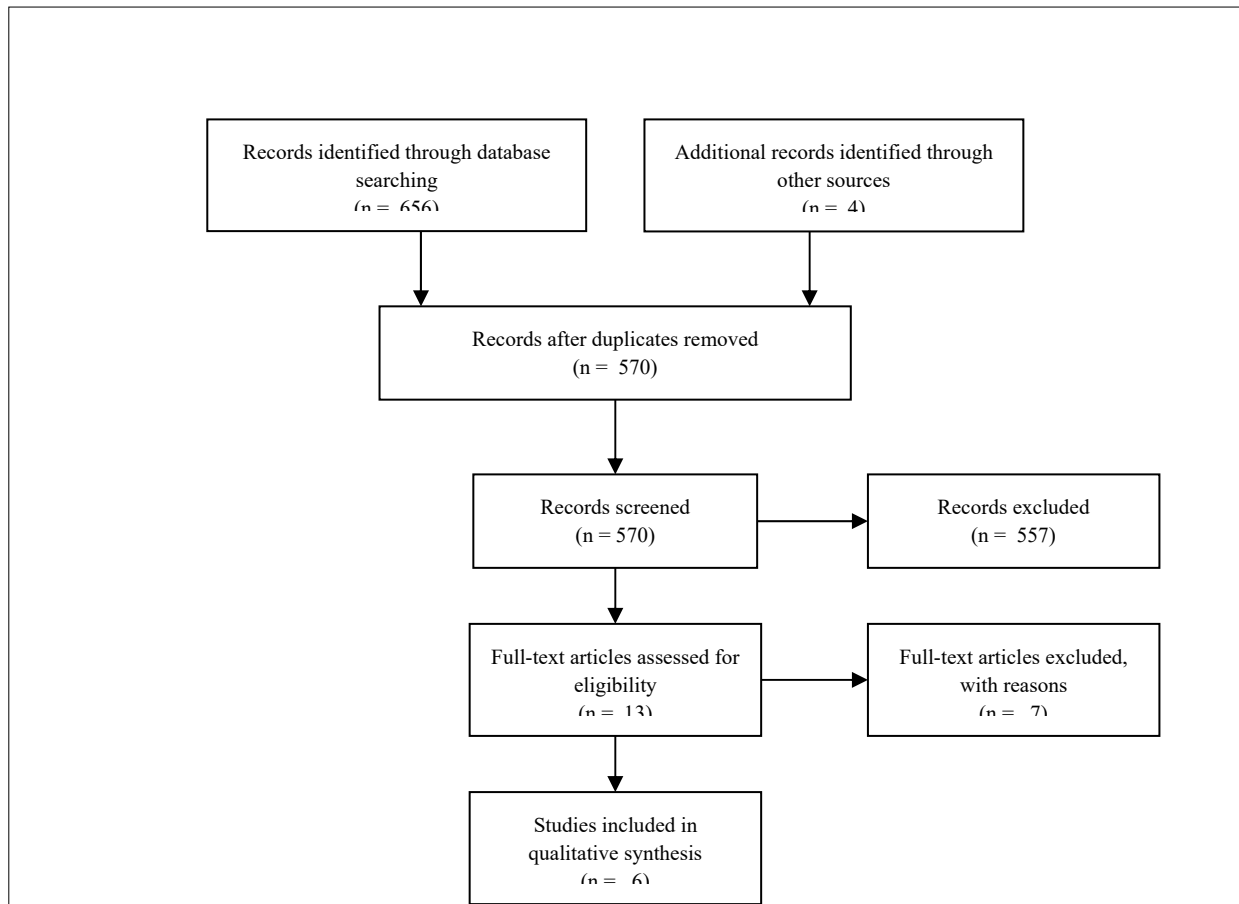 Records identified through database
searching
(n = 656)
Additional records identified through
other sources
(n = 4)
Records after duplicates removed
(n = 570)
Records screened
(n = 570)
Records excluded
(n = 557)
Full-text articles assessed for
eligibility
(n = 13)
Full-text articles excluded,
with reasons
(n = 7)
Studies included in
qualitative synthesis
(n = 6)